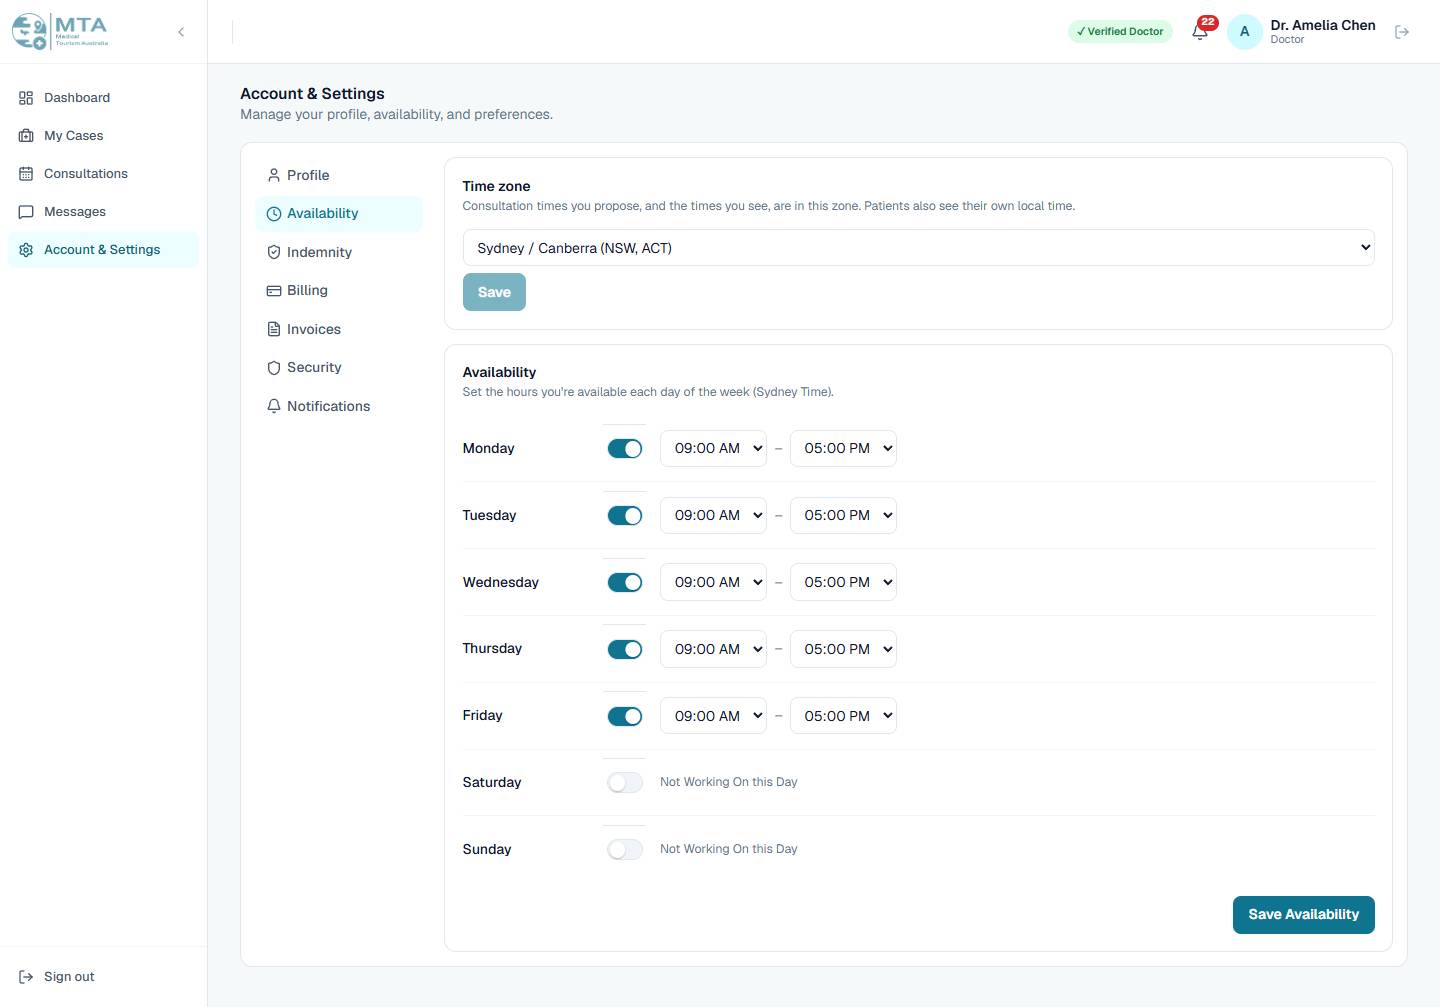 MTA
Medical
Tourism Australia
✓ Verified Doctor
22
A
Dr. Amelia Chen
Doctor
Dashboard
My Cases
Consultations
Messages
Account & Settings
Sign out
Account & Settings
Manage your profile, availability, and preferences.
Profile
Availability
Indemnity
Billing
Invoices
Security
Notifications
Time zone
Consultation times you propose, and the times you see, are in this zone. Patients also see their own local time.
Sydney / Canberra (NSW, ACT)
Save
Availability
Set the hours you're available each day of the week (Sydney Time).
Monday 09:00 AM – 05:00 PM
Tuesday 09:00 AM – 05:00 PM
Wednesday 09:00 AM – 05:00 PM
Thursday 09:00 AM – 05:00 PM
Friday 09:00 AM – 05:00 PM
Saturday Not Working On this Day
Sunday Not Working On this Day
Save Availability